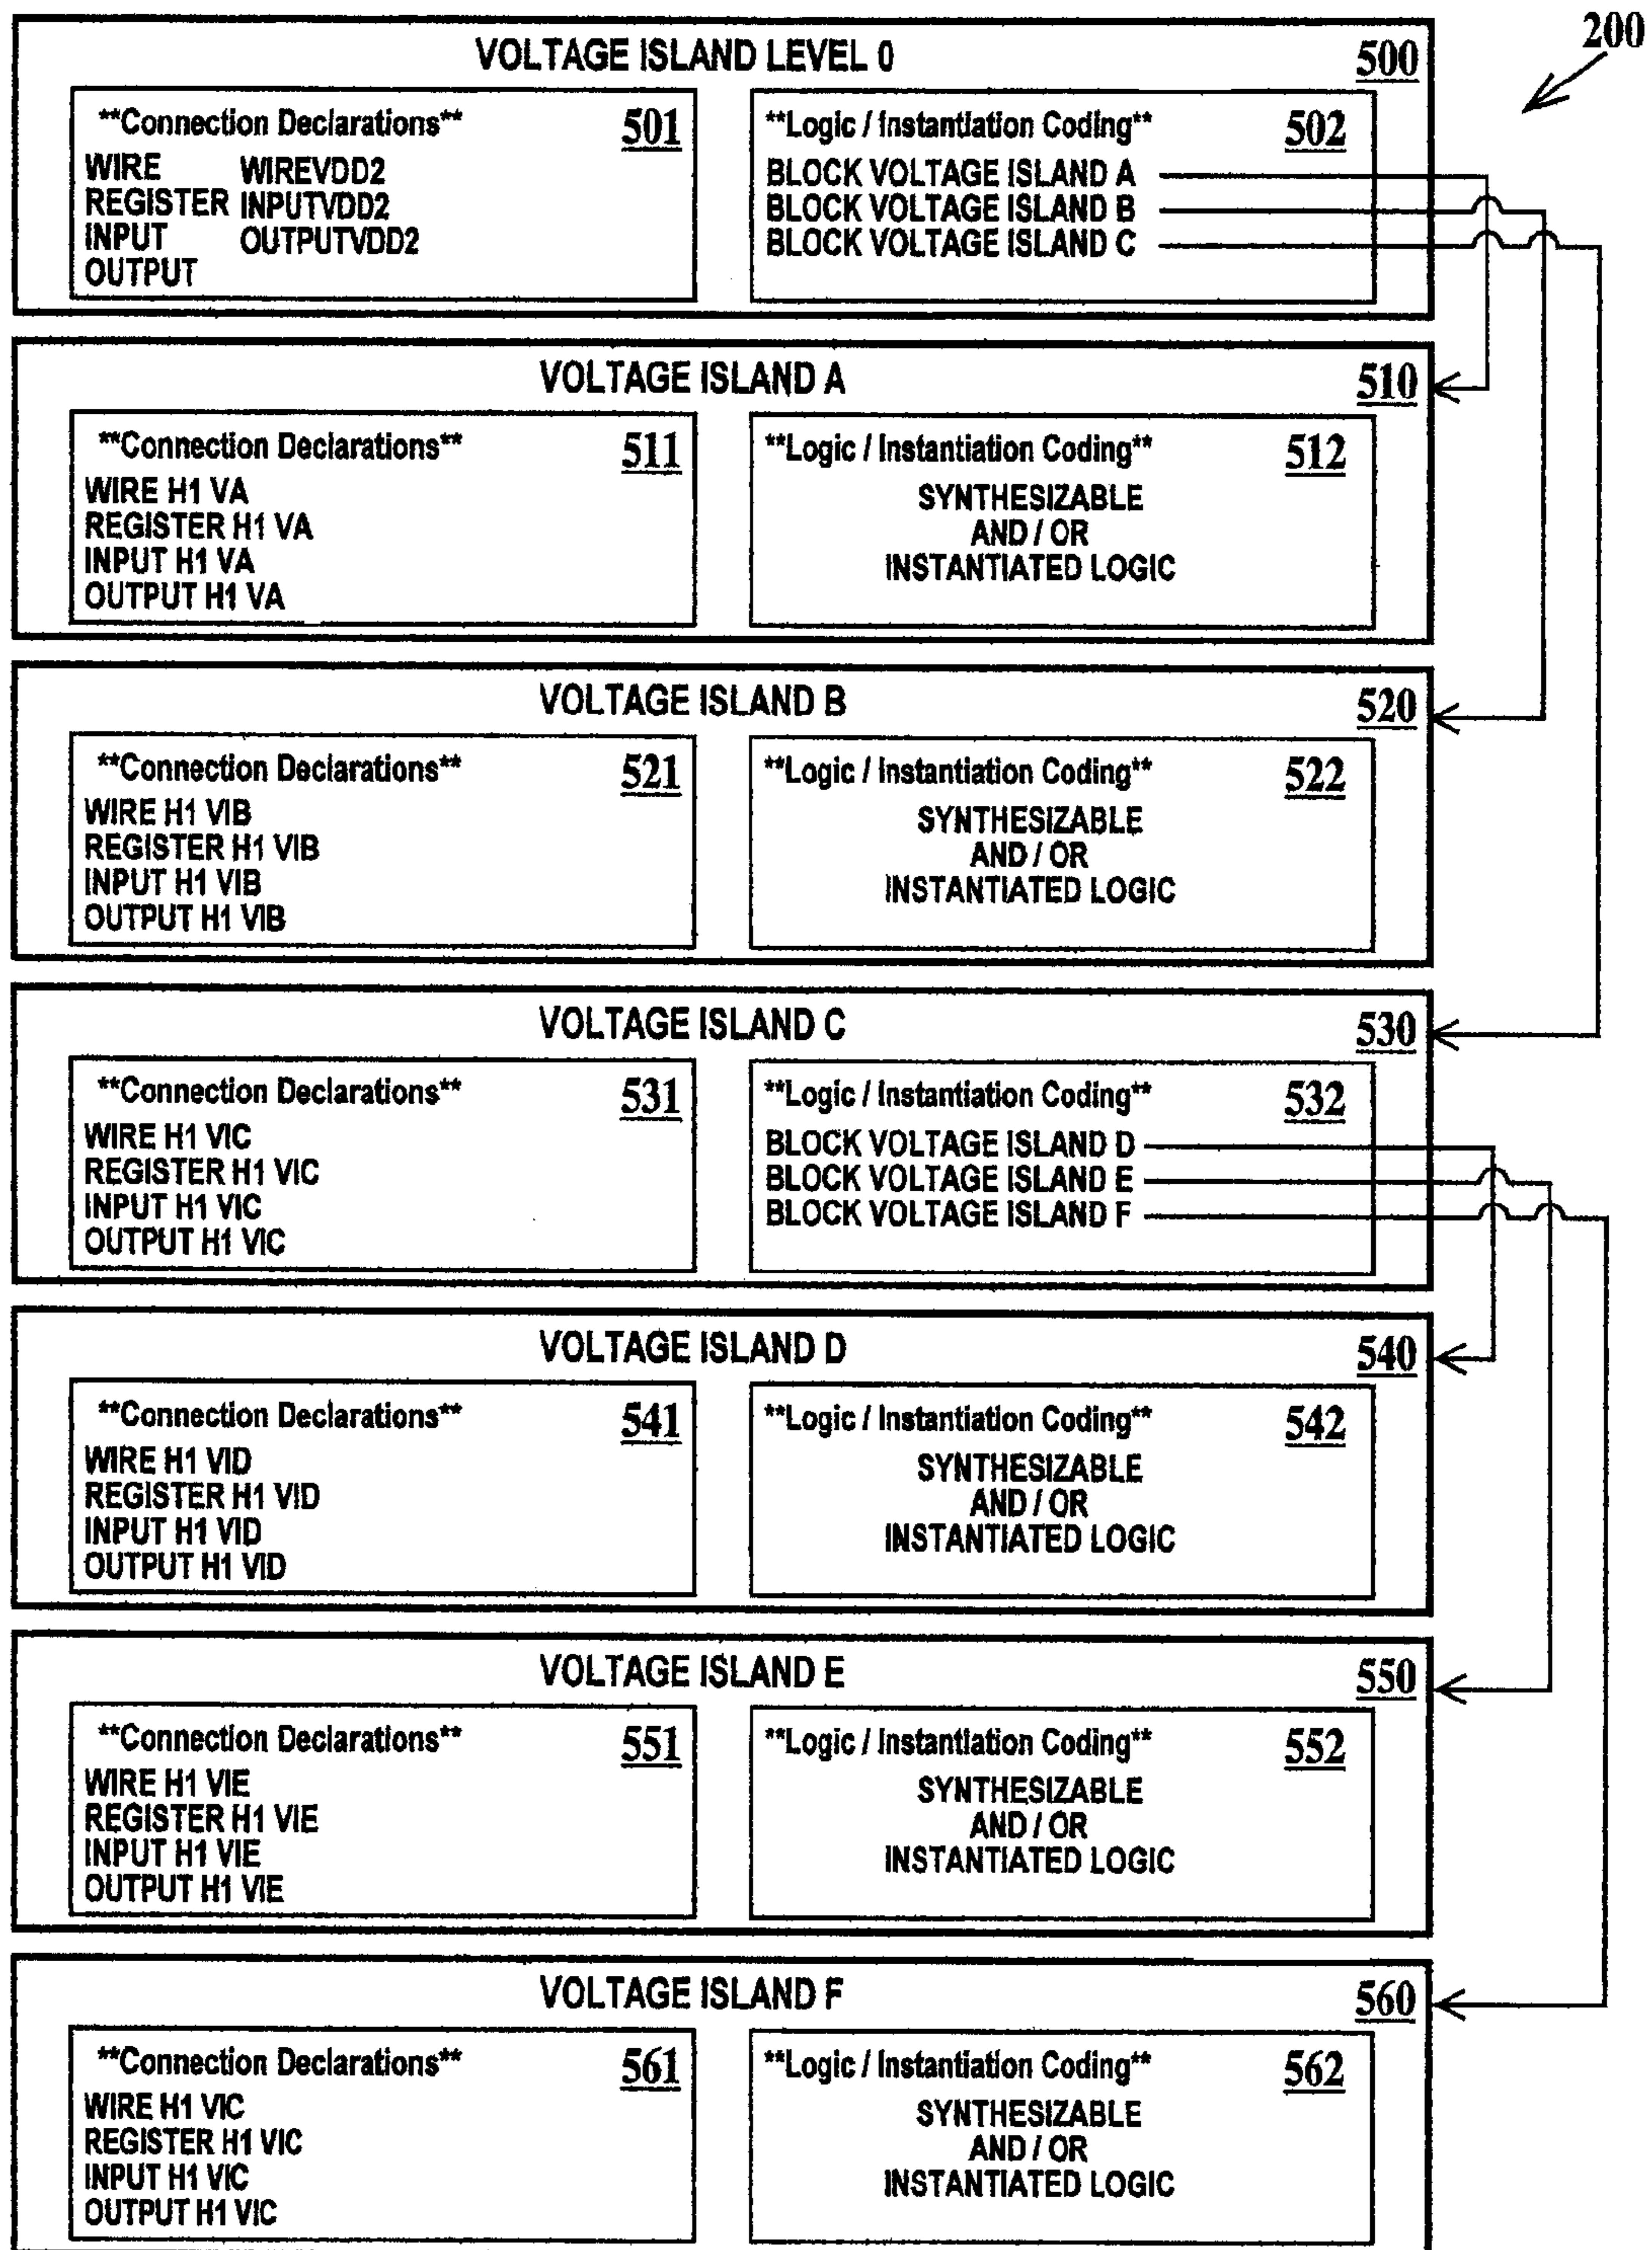 200
VOLTAGE ISLAND LEVEL 0 500
**Connection Declarations** 501
WIRE WIREVDD2
REGISTER INPUTVDD2
INPUT OUTPUTVDD2
OUTPUT
**Logic / Instantiation Coding** 502
BLOCK VOLTAGE ISLAND A
BLOCK VOLTAGE ISLAND B
BLOCK VOLTAGE ISLAND C
VOLTAGE ISLAND A 510
**Connection Declarations** 511
WIRE H1 VA
REGISTER H1 VA
INPUT H1 VA
OUTPUT H1 VA
**Logic / Instantiation Coding** 512
SYNTHESIZABLE
AND / OR
INSTANTIATED LOGIC
VOLTAGE ISLAND B 520
**Connection Declarations** 521
WIRE H1 VIB
REGISTER H1 VIB
INPUT H1 VIB
OUTPUT H1 VIB
**Logic / Instantiation Coding** 522
SYNTHESIZABLE
AND / OR
INSTANTIATED LOGIC
VOLTAGE ISLAND C 530
**Connection Declarations** 531
WIRE H1 VIC
REGISTER H1 VIC
INPUT H1 VIC
OUTPUT H1 VIC
**Logic / Instantiation Coding** 532
BLOCK VOLTAGE ISLAND D
BLOCK VOLTAGE ISLAND E
BLOCK VOLTAGE ISLAND F
VOLTAGE ISLAND D 540
**Connection Declarations** 541
WIRE H1 VID
REGISTER H1 VID
INPUT H1 VID
OUTPUT H1 VID
**Logic / Instantiation Coding** 542
SYNTHESIZABLE
AND / OR
INSTANTIATED LOGIC
VOLTAGE ISLAND E 550
**Connection Declarations** 551
WIRE H1 VIE
REGISTER H1 VIE
INPUT H1 VIE
OUTPUT H1 VIE
**Logic / Instantiation Coding** 552
SYNTHESIZABLE
AND / OR
INSTANTIATED LOGIC
VOLTAGE ISLAND F 560
**Connection Declarations** 561
WIRE H1 VIC
REGISTER H1 VIC
INPUT H1 VIC
OUTPUT H1 VIC
**Logic / Instantiation Coding** 562
SYNTHESIZABLE
AND / OR
INSTANTIATED LOGIC